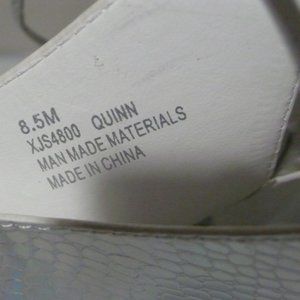 8.5M
XJS4800 QUINN
MAN MADE MATERIALS
MADE IN CHINA